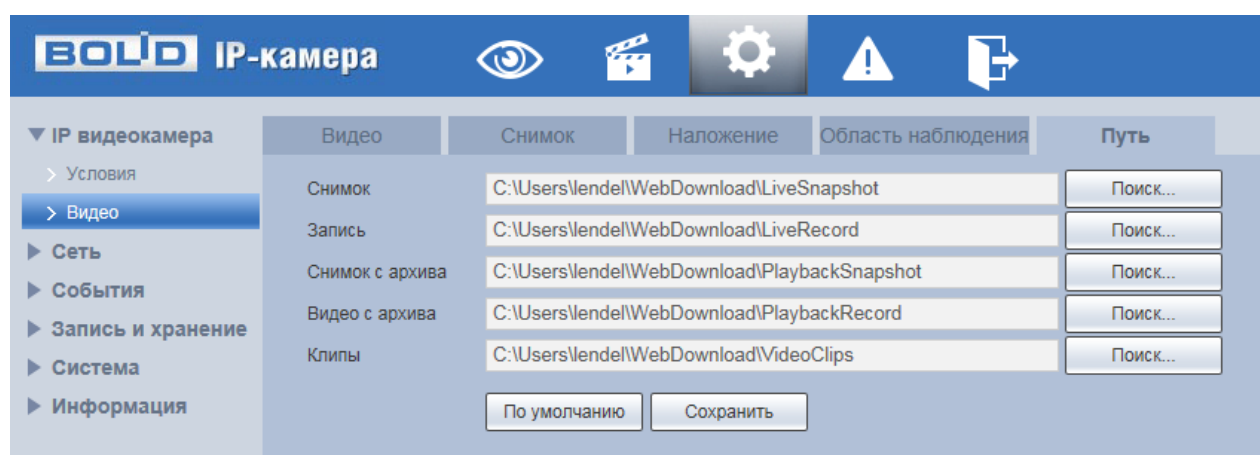 BOLID IP-камера
IP видеокамера
Условия
Видео
Сеть
События
Запись и хранение
Система
Информация
Видео Снимок Наложение Область наблюдения Путь
Снимок C:\Users\lendel\WebDownload\LiveSnapshot Поиск...
Запись C:\Users\lendel\WebDownload\LiveRecord Поиск...
Снимок с архива C:\Users\lendel\WebDownload\PlaybackSnapshot Поиск...
Видео с архива C:\Users\lendel\WebDownload\PlaybackRecord Поиск...
Клипы C:\Users\lendel\WebDownload\VideoClips Поиск...
По умолчанию Сохранить